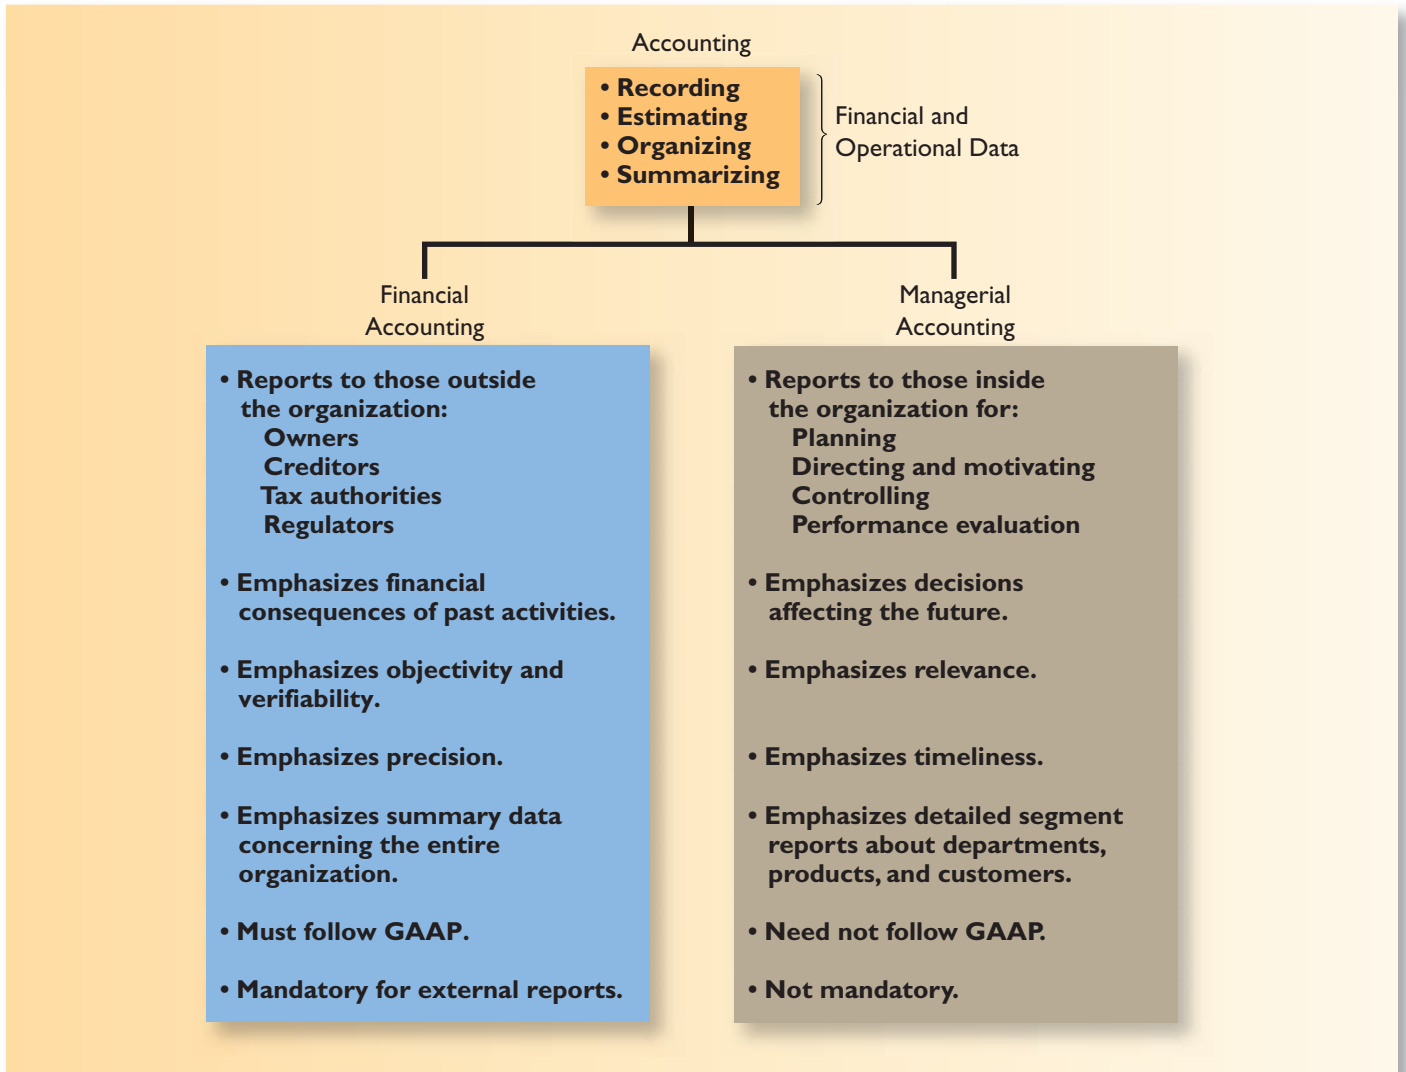 Accounting
• Recording
• Estimating
• Organizing
• Summarizing
Financial and
Operational Data
Financial
Accounting
• Reports to those outside
the organization:
Owners
Creditors
Tax authorities
Regulators
• Emphasizes financial
consequences of past activities.
• Emphasizes objectivity and
verifiability.
• Emphasizes precision.
• Emphasizes summary data
concerning the entire
organization.
• Must follow GAAP.
• Mandatory for external reports.
Managerial
Accounting
• Reports to those inside
the organization for:
Planning
Directing and motivating
Controlling
Performance evaluation
• Emphasizes decisions
affecting the future.
• Emphasizes relevance.
• Emphasizes timeliness.
• Emphasizes detailed segment
reports about departments,
products, and customers.
• Need not follow GAAP.
• Not mandatory.